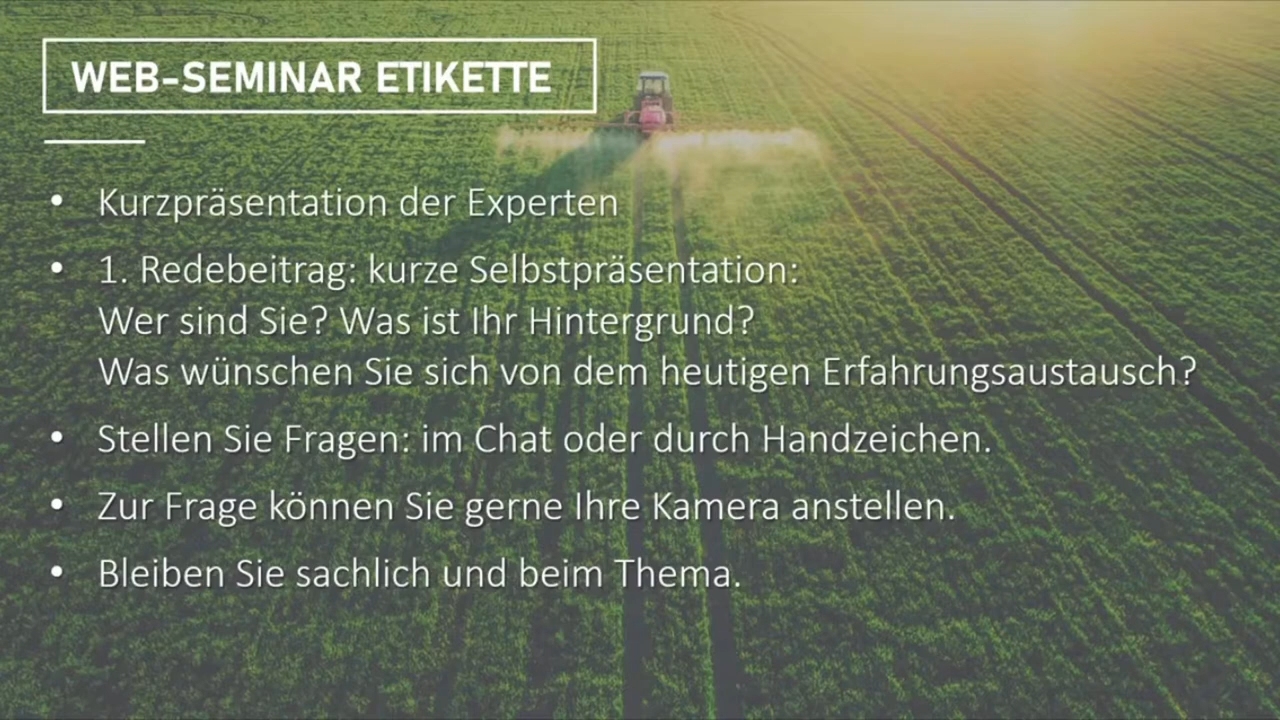 WEB-SEMINAR ETIKETTE
• Kurzpräsentation der Experten
• 1. Redebeitrag: kurze Selbstpräsentation:
Wer sind Sie? Was ist Ihr Hintergrund?
Was wünschen Sie sich von dem heutigen Erfahrungsaustausch?
• Stellen Sie Fragen: im Chat oder durch Handzeichen.
• Zur Frage können Sie gerne Ihre Kamera anstellen.
• Bleiben Sie sachlich und beim Thema.